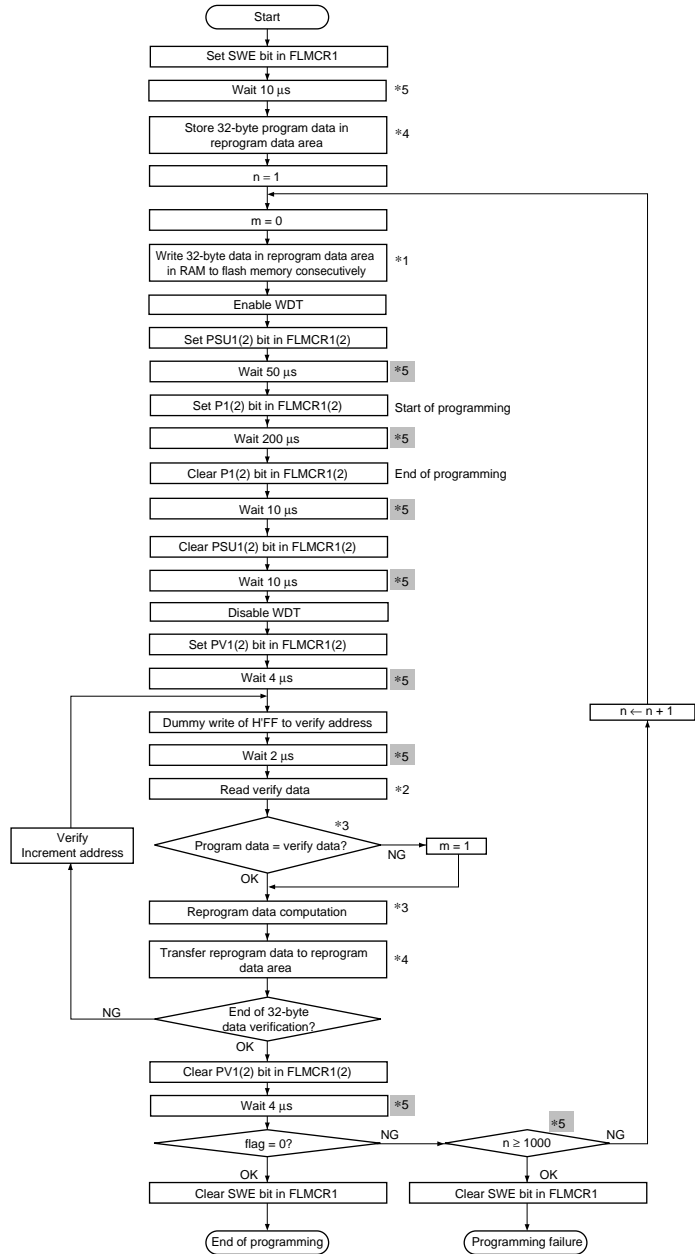 Start
Set SWE bit in FLMCR1
Wait 10 µs
*5
Store 32-byte program data in
reprogram data area
*4
n = 1
m = 0
Write 32-byte data in reprogram data area
in RAM to flash memory consecutively
*1
Enable WDT
Set PSU1(2) bit in FLMCR1(2)
Wait 50 µs
*5
Set P1(2) bit in FLMCR1(2)
Start of programming
Wait 200 µs
*5
Clear P1(2) bit in FLMCR1(2)
End of programming
Wait 10 µs
*5
Clear PSU1(2) bit in FLMCR1(2)
Wait 10 µs
*5
Disable WDT
Set PV1(2) bit in FLMCR1(2)
Wait 4 µs
*5
n ← n + 1
Dummy write of H'FF to verify address
Wait 2 µs
*5
Read verify data
*2
Verify
Increment address
*3
Program data = verify data?
NG
m = 1
OK
Reprogram data computation
*3
Transfer reprogram data to reprogram
data area
*4
NG
End of 32-byte
data verification?
OK
Clear PV1(2) bit in FLMCR1(2)
Wait 4 µs
*5
*5
flag = 0?
NG
n ≥ 1000
NG
OK
OK
Clear SWE bit in FLMCR1
Clear SWE bit in FLMCR1
End of programming
Programming failure